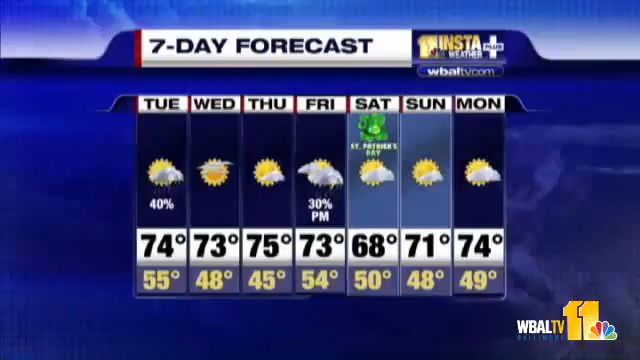 7-DAY FORECAST
11 INSTA
WEATHER PLUS
wbaltv.com
TUE WED THU FRI SAT SUN MON
ST. PATRICK'S
DAY
40% 30%
PM
74° 73° 75° 73° 68° 71° 74°
55° 48° 45° 54° 50° 48° 49°
WBALTV 11
BALTIMORE